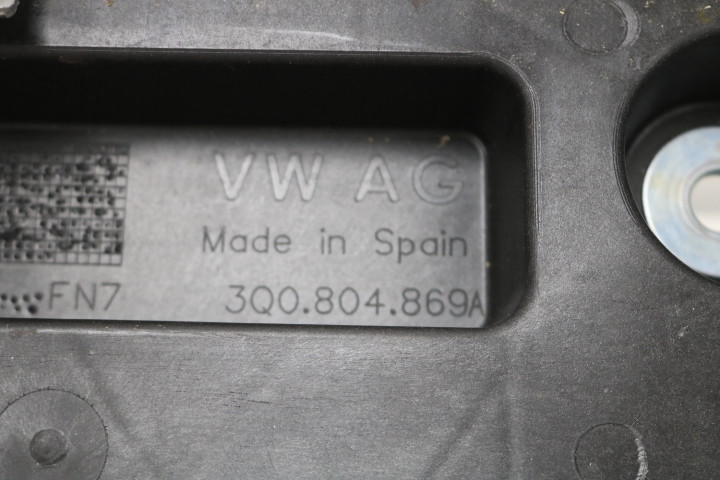 VW AG
Made in Spain
FN7 3Q0.804.869A